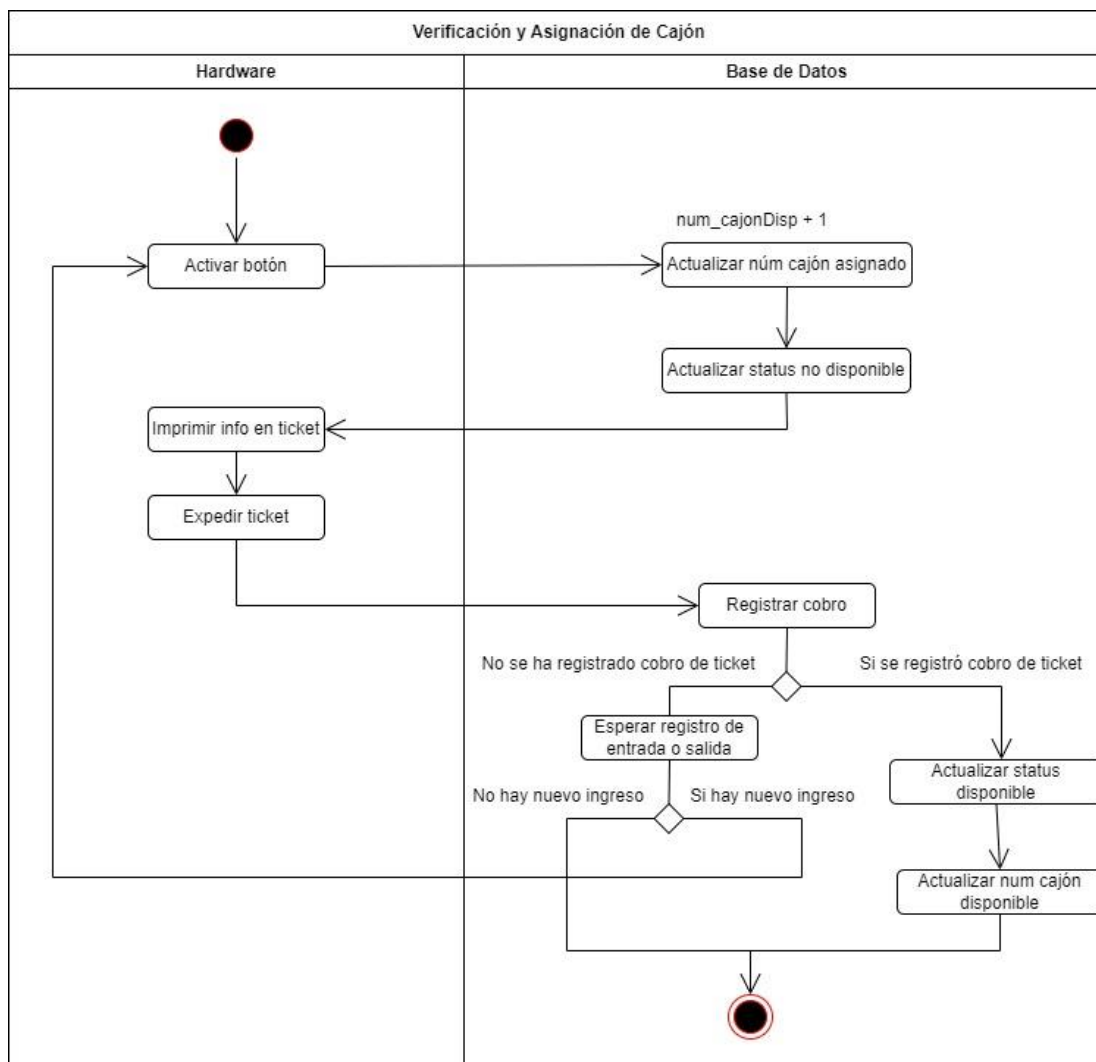 Verificación y Asignación de Cajón
Hardware
Base de Datos
num_cajonDisp + 1
Activar botón
Actualizar núm cajón asignado
Actualizar status no disponible
Imprimir info en ticket
Expedir ticket
Registrar cobro
No se ha registrado cobro de ticket
Si se registró cobro de ticket
Esperar registro de
entrada o salida
Actualizar status
disponible
No hay nuevo ingreso
Si hay nuevo ingreso
Actualizar num cajón
disponible